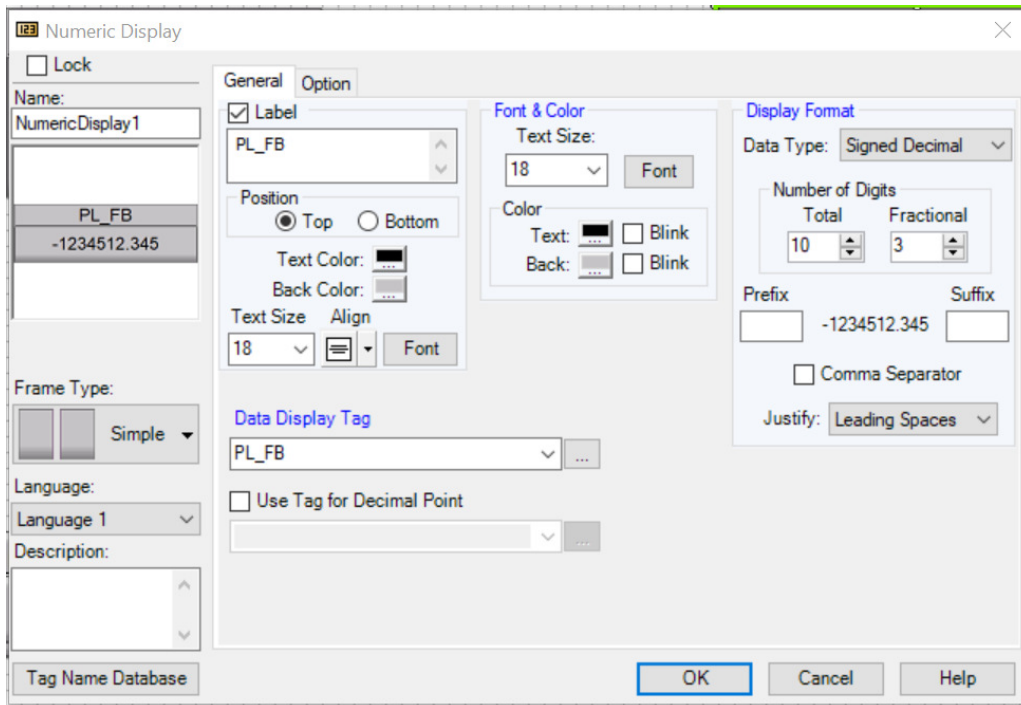 123 Numeric Display
Lock
Name:
NumericDisplay1
PL_FB
-1234512.345
Frame Type:
Simple
Language:
Language 1
Description:
Tag Name Database
General Option
Label
PL_FB
Position
Top Bottom
Text Color: ...
Back Color: ...
Text Size Align
18 Font
Font & Color
Text Size:
18 Font
Color
Text: ... Blink
Back: ... Blink
Display Format
Data Type: Signed Decimal
Number of Digits
Total Fractional
10 3
Prefix Suffix
-1234512.345
Comma Separator
Justify: Leading Spaces
Data Display Tag
PL_FB ...
Use Tag for Decimal Point
...
OK Cancel Help